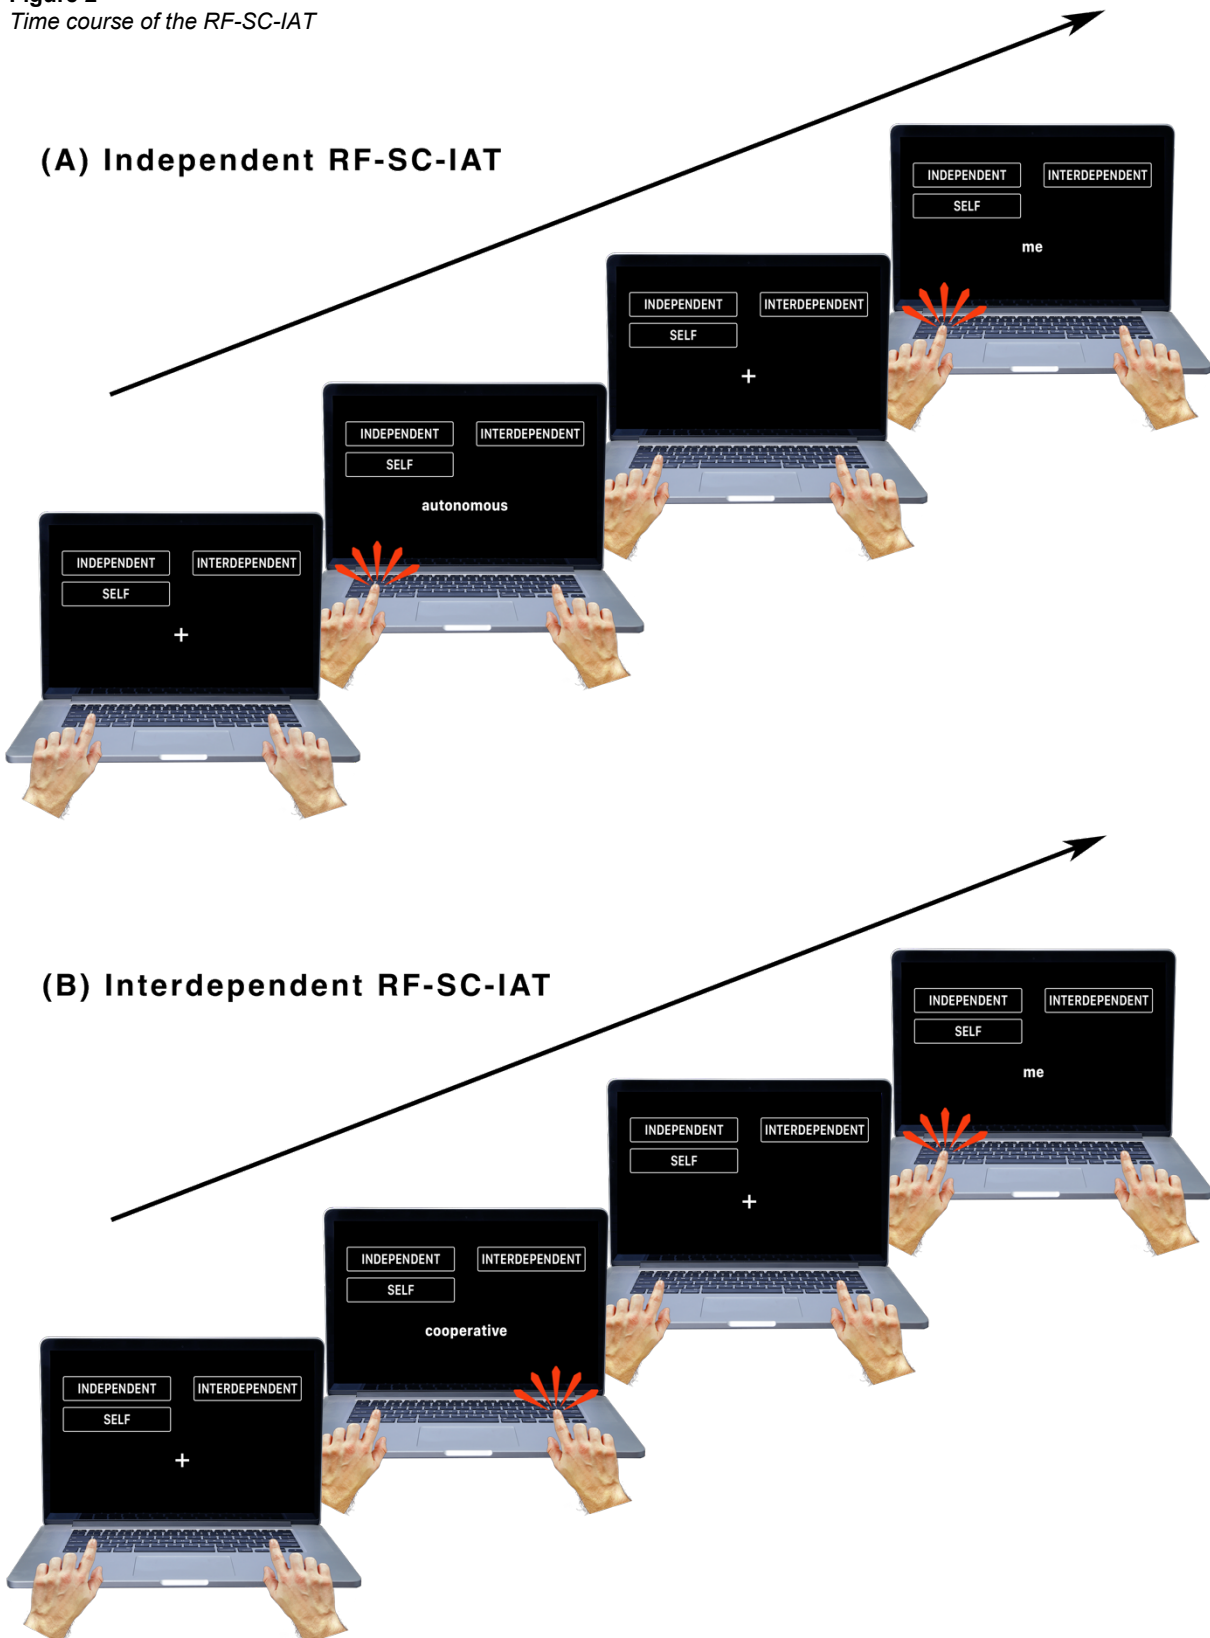 Figure 2
Time course of the RF-SC-IAT
(A) Independent RF-SC-IAT
INDEPENDENT INTERDEPENDENT
SELF
me
INDEPENDENT INTERDEPENDENT
SELF
+
INDEPENDENT INTERDEPENDENT
SELF
autonomous
INDEPENDENT INTERDEPENDENT
SELF
+
(B) Interdependent RF-SC-IAT
INDEPENDENT INTERDEPENDENT
SELF
me
INDEPENDENT INTERDEPENDENT
SELF
+
INDEPENDENT INTERDEPENDENT
SELF
cooperative
INDEPENDENT INTERDEPENDENT
SELF
+